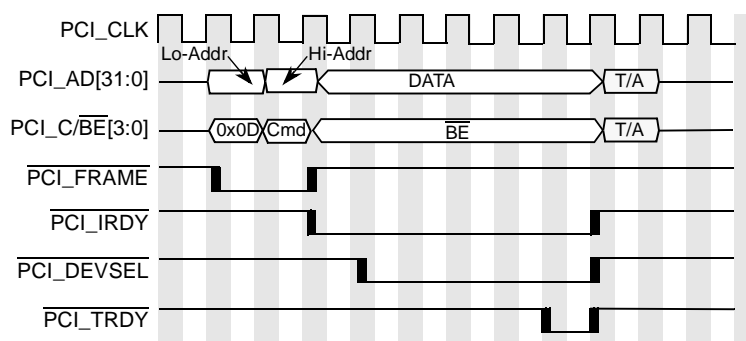 PCI_CLK
Lo-Addr Hi-Addr
PCI_AD[31:0] DATA T/A
PCI_C/BE[3:0] 0x0D Cmd BE T/A
PCI_FRAME
PCI_IRDY
PCI_DEVSEL
PCI_TRDY